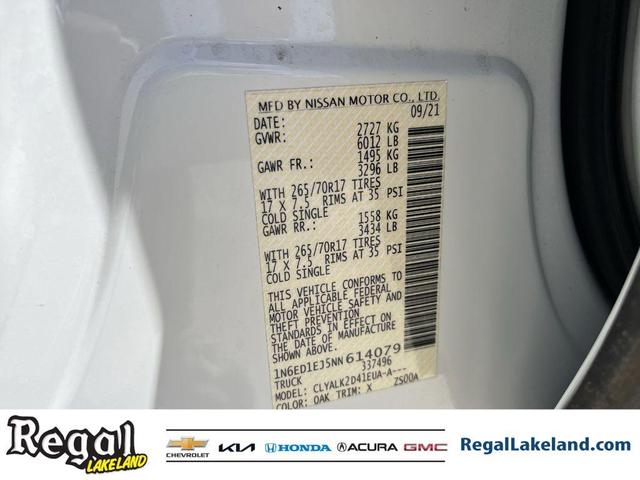 MFD BY NISSAN MOTOR CO., LTD.
DATE: 09/21
GVWR: 2727 KG
6012 LB
GAWR FR.: 1495 KG
3296 LB
WITH 265/70R17 TIRES
17 X 7.5 RIMS AT 35 PSI
COLD SINGLE
GAWR RR.: 1558 KG
3434 LB
WITH 265/70R17 TIRES
17 X 7.5 RIMS AT 35 PSI
COLD SINGLE
THIS VEHICLE CONFORMS TO
ALL APPLICABLE FEDERAL
MOTOR VEHICLE SAFETY AND
THEFT PREVENTION
STANDARDS IN EFFECT ON
THE DATE OF MANUFACTURE
1N6ED1EJ5NN614079
TRUCK 337496
MODEL: CLYALK2D41EUA-A---
COLOR: OAK TRIM: X ZS00A
Regal LAKELAND
CHEVROLET KIA HONDA ACURA GMC
RegalLakeland.com